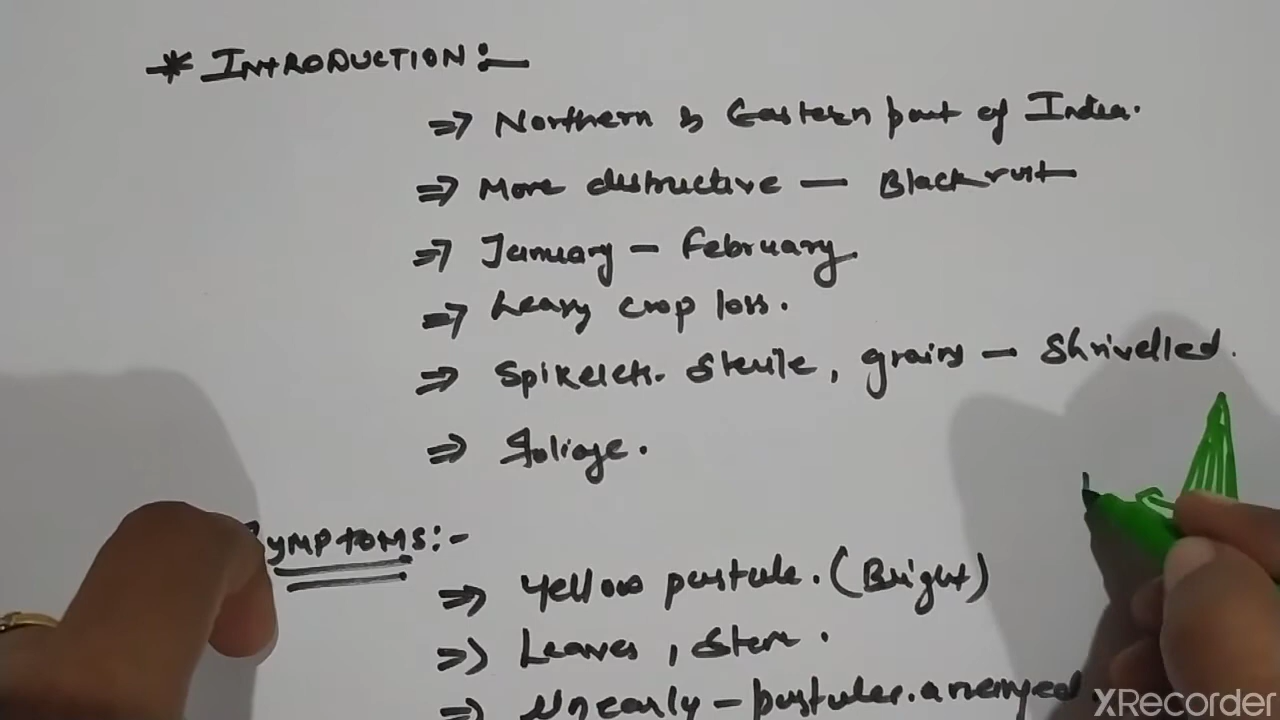 * INTRODUCTION :-
⇒ Northern & Eastern part of India.
⇒ More destructive - Black rust
⇒ January - February
⇒ Heavy crop loss.
⇒ Spikelets. Sterile, grains - Shrivelled.
⇒ foliage.
SYMPTOMS:-
⇒ Yellow pustule. (Bright)
⇒ Leaves, Stem.
⇒ pustules. arranged
XRecorder